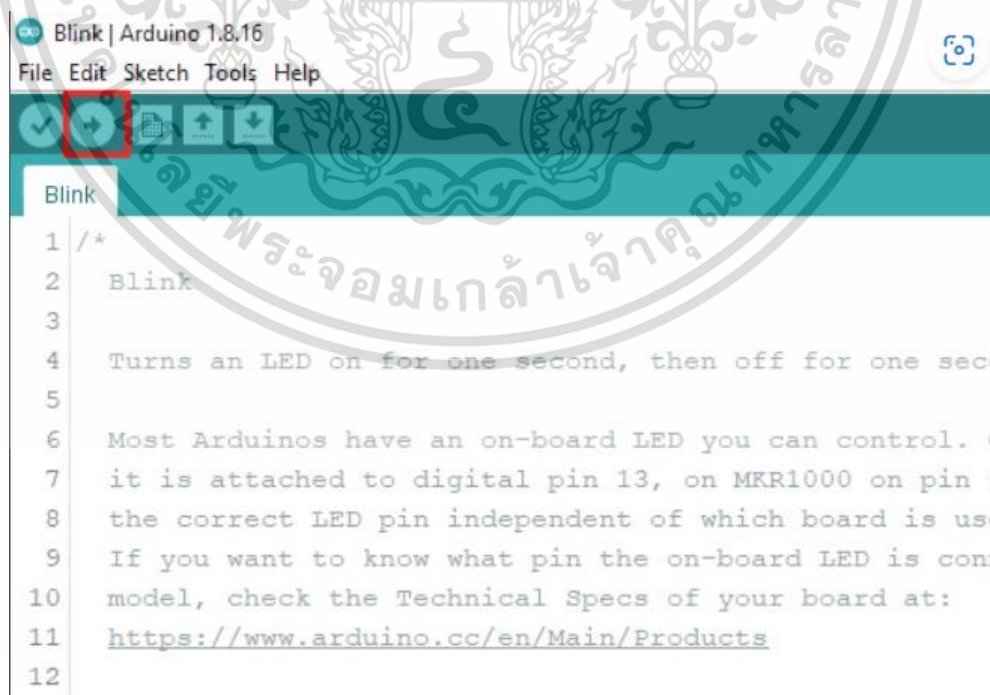 Blink | Arduino 1.8.16
File Edit Sketch Tools Help
Blink
1 /*
2 Blink
3
4 Turns an LED on for one second, then off for one sec
5
6 Most Arduinos have an on-board LED you can control.
7 it is attached to digital pin 13, on MKR1000 on pin
8 the correct LED pin independent of which board is us
9 If you want to know what pin the on-board LED is con
10 model, check the Technical Specs of your board at:
11 https://www.arduino.cc/en/Main/Products
12
พระจอมเกล้าเจ้าคุณทหารลา